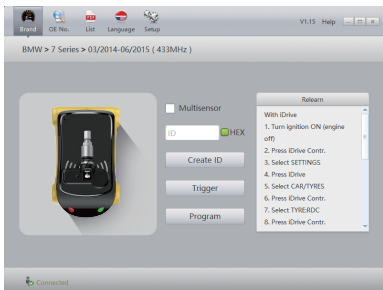 Brand OE No. List Language Setup
V1.15 Help
BMW > 7 Series > 03/2014-06/2015 ( 433MHz )
Multisensor
ID HEX
Create ID
Trigger
Program
Relearn
With iDrive
1. Turn ignition ON (engine
off)
2. Press iDrive Contr.
3. Select SETTINGS
4. Press iDrive
5. Select CAR/TYRES
6. Press iDrive Contr.
7. Select TYRE:RDC
8. Press iDrive Contr.
Connected